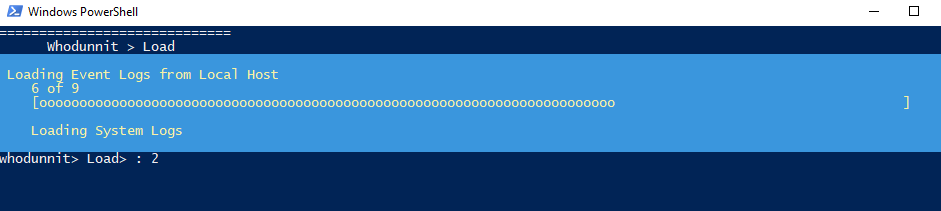 Windows PowerShell
=============================
Whodunnit > Load
Loading Event Logs from Local Host
6 of 9
[oooooooooooooooooooooooooooooooooooooooooooooooooooooooooooooooooooooooo                                    ]
Loading System Logs
whodunnit> Load> : 2